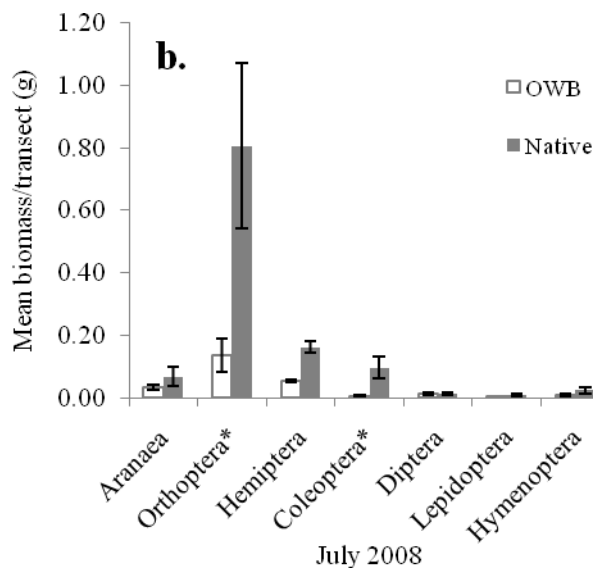 b.
Mean biomass/transect (g)
1.20
1.00
0.80
0.60
0.40
0.20
0.00
OWB
Native
Aranaea
Orthoptera*
Hemiptera
Coleoptera*
Diptera
Lepidoptera
Hymenoptera
July 2008